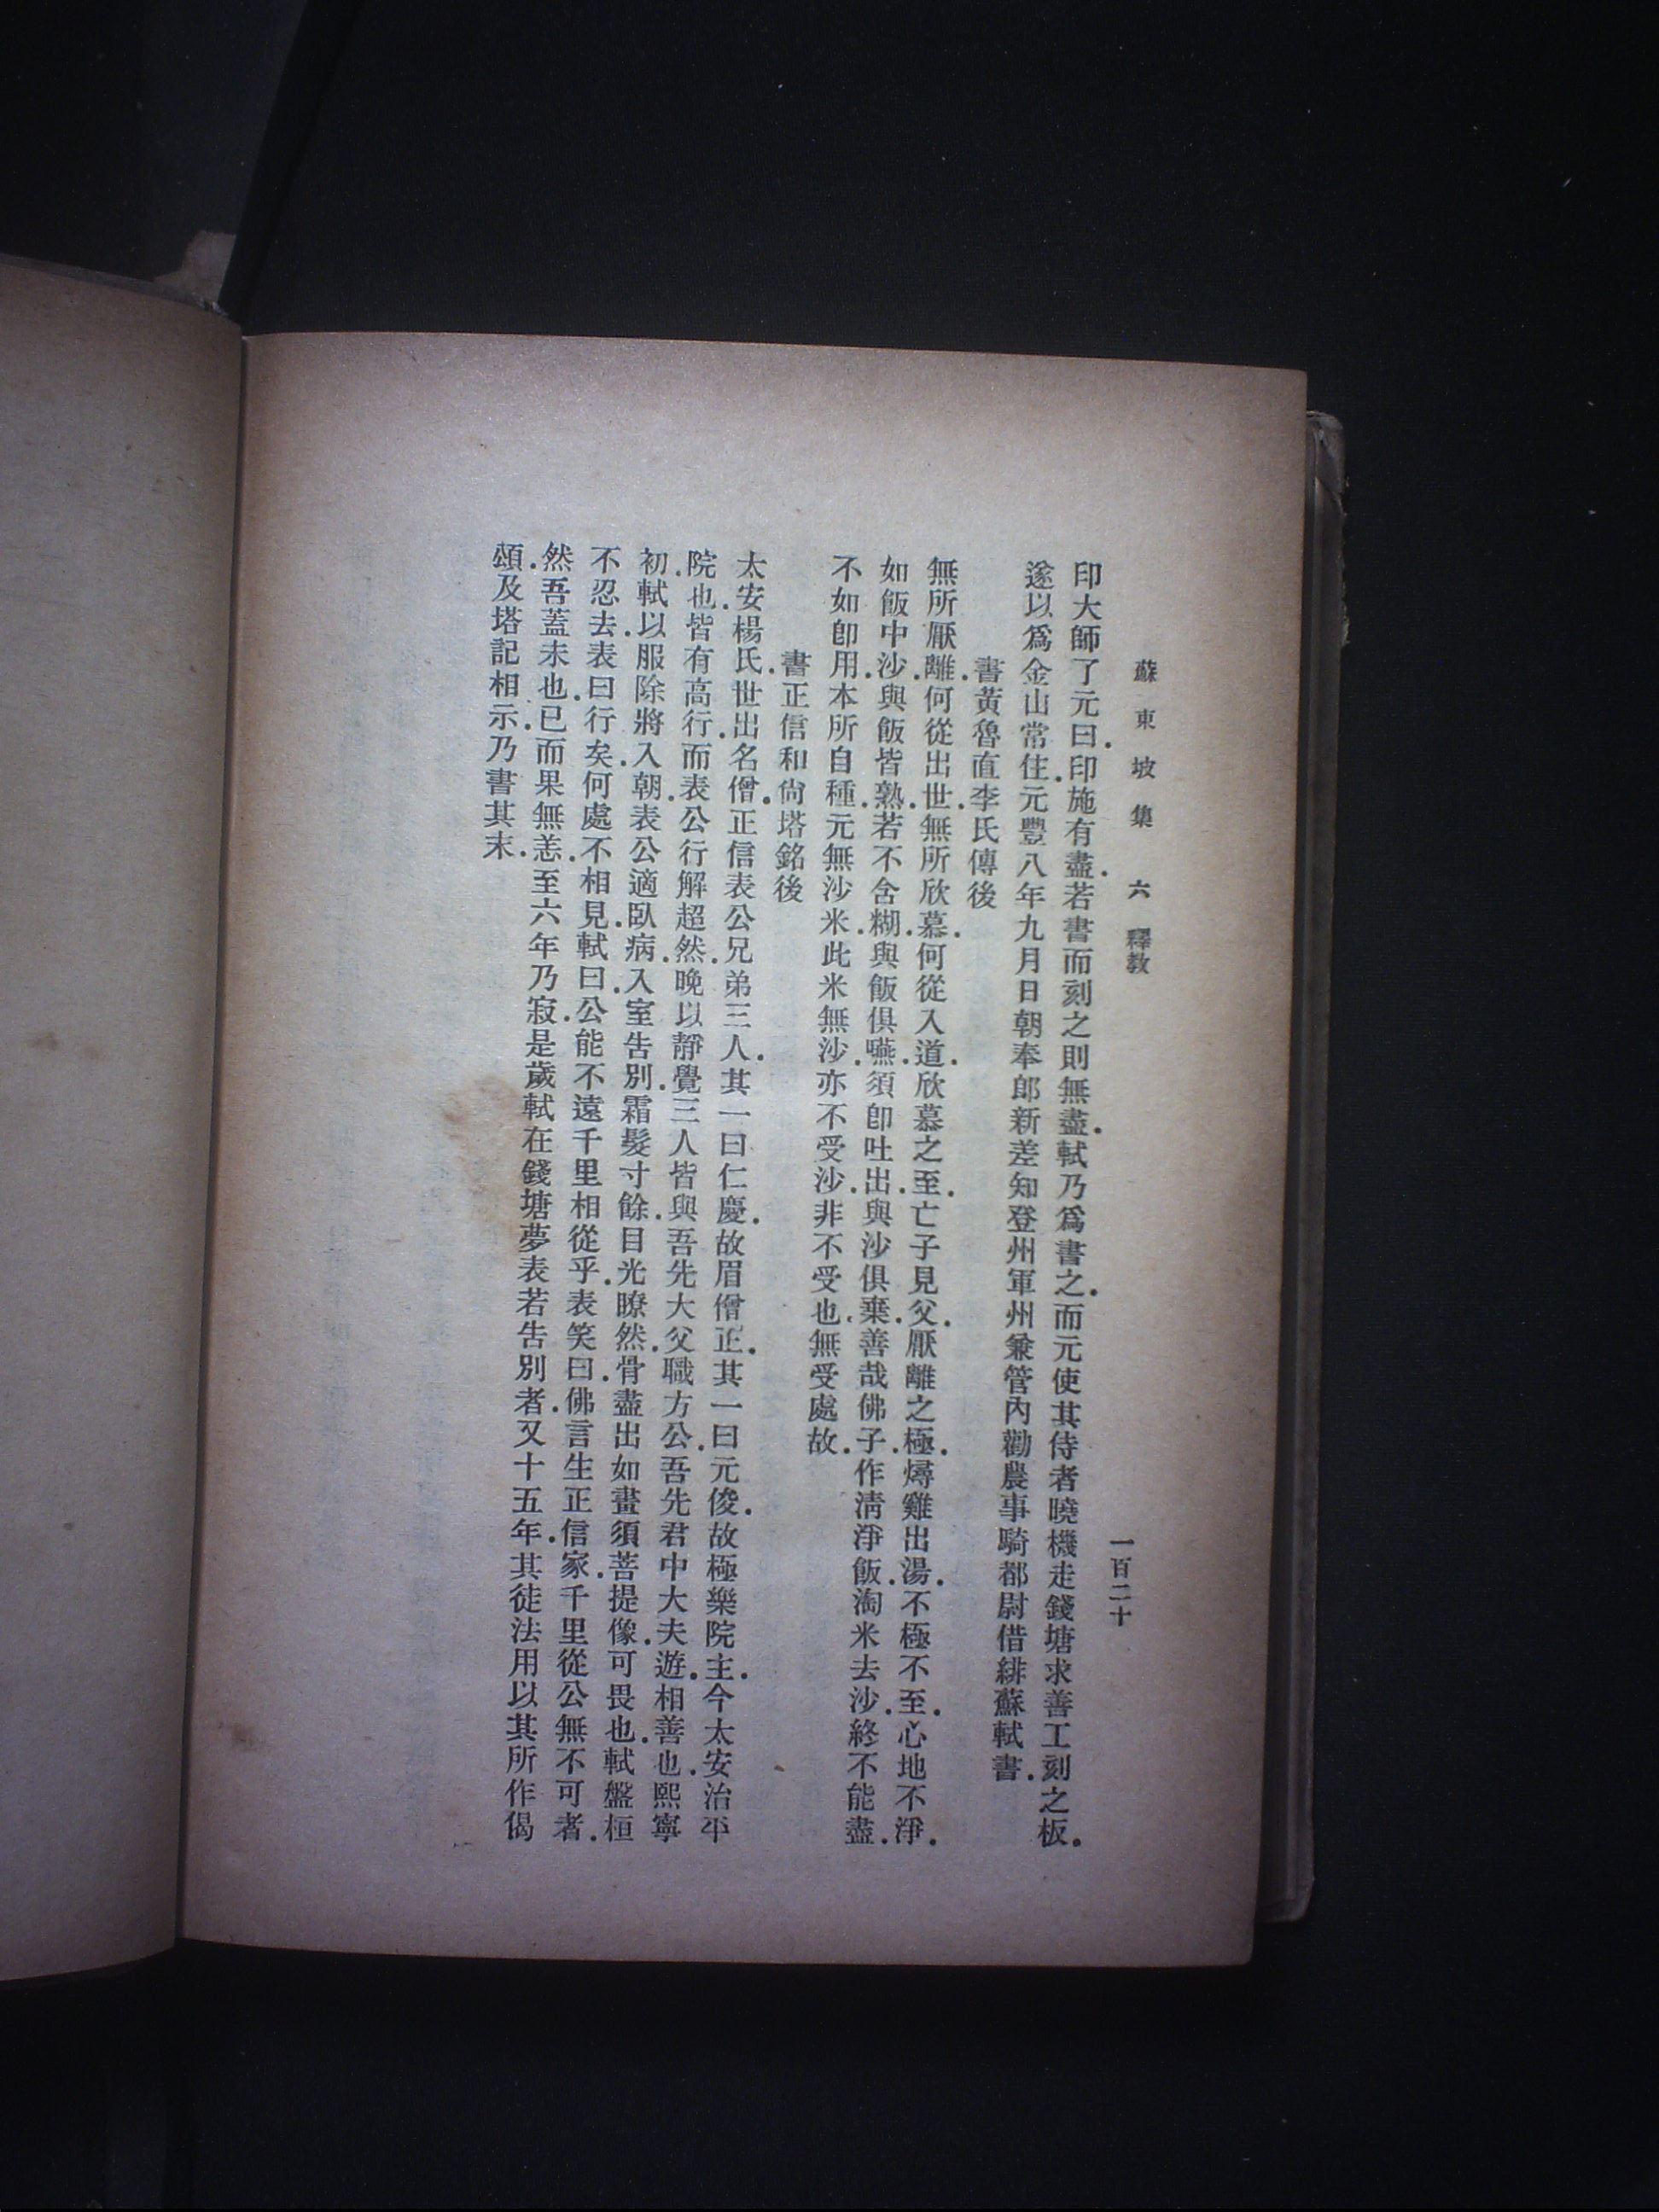 蘇東坡集 六 釋教 一百二十
印大師了元曰.印施有盡.若書而刻之則無盡.軾乃爲書之.而元使其侍者曉機走錢塘求善工刻之板.
遂以爲金山常住.元豐八年九月日朝奉郎新差知登州軍州兼管內勸農事騎都尉借緋蘇軾書.
書黃魯直李氏傳後
無所厭離.何從出世.無所欣慕.何從入道.欣慕之至.亡子見父.厭離之極.燖雞出湯.不極不至.心地不淨.
如飯中沙.與飯皆熟.若不含糊.與飯俱嚥.須卽吐出.與沙俱棄.善哉佛子.作淸淨飯.淘米去沙.終不能盡.
不如卽用.本所自種.元無沙米.此米無沙.亦不受沙.非不受也.無受處故.
書正信和尙塔銘後
太安楊氏.世出名僧.正信表公兄弟三人.其一曰仁慶.故眉僧正.其一曰元俊.故極樂院主.今太安治平
院也.皆有高行.而表公行解超然.晚以靜覺三人皆與吾先大父職方公.吾先君中大夫遊.相善也.熙寧
初.軾以服除將入朝.表公適臥病.入室告別.霜髮寸餘.目光瞭然.骨盡出如畫須菩提像.可畏也.軾盤桓
不忍去.表曰行矣.何處不相見.軾曰.公能不遠千里相從乎.表笑曰.佛言生正信家.千里從公無不可者.
然吾蓋未也.已而果無恙.至六年乃寂.是歲軾在錢塘夢表若告別者.又十五年.其徒法用以其所作偈
頌.及塔記相示.乃書其末.